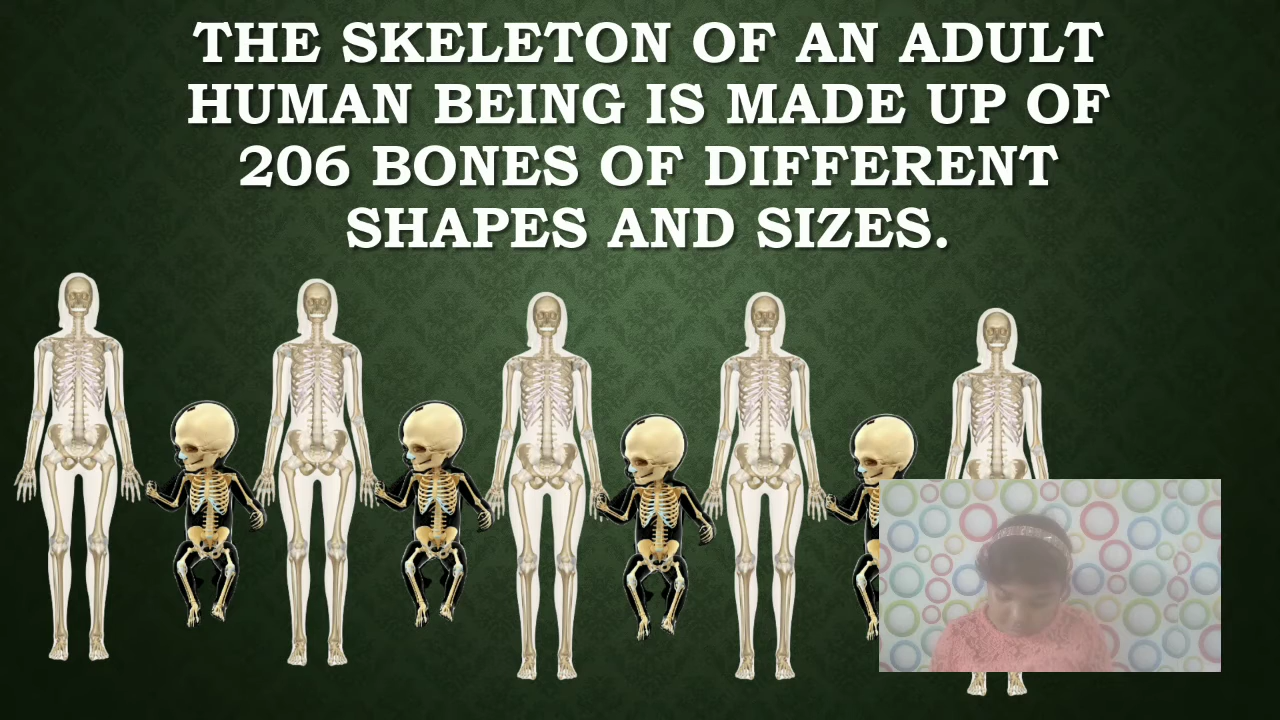 THE SKELETON OF AN ADULT
HUMAN BEING IS MADE UP OF
206 BONES OF DIFFERENT
SHAPES AND SIZES.